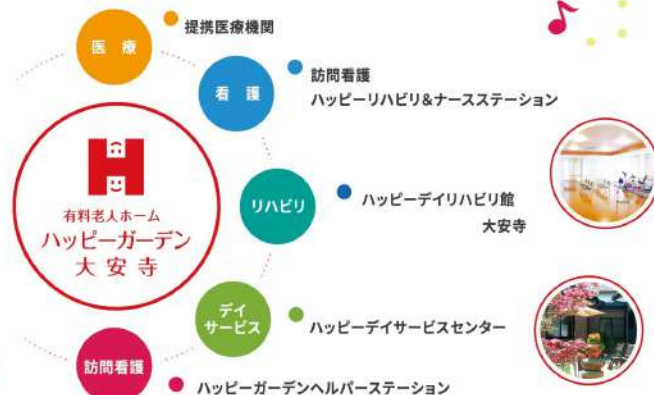 医療
提携医療機関
看護
訪問看護
ハッピーリハビリ&ナースステーション
有料老人ホーム
ハッピーガーデン
大安寺
リハビリ
ハッピーデイリハビリ館
大安寺
デイ
サービス
ハッピーデイサービスセンター
訪問看護
ハッピーガーデンヘルパーステーション